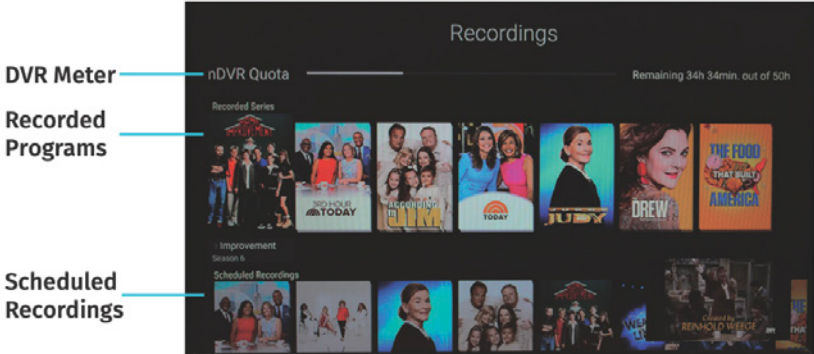 Recordings
DVR Meter
nDVR Quota
Remaining 34h 34min. out of 50h
Recorded
Programs
Recorded Series
IMPROVEMENT
3RD HOUR
TODAY
ACCORDING
TO
JIM
TODAY
JUDY
DREW
THE FOOD
THAT BUILT
AMERICA
Improvement
Season 6
Scheduled
Recordings
Scheduled Recordings
Created by
REINHOLD WEEGE